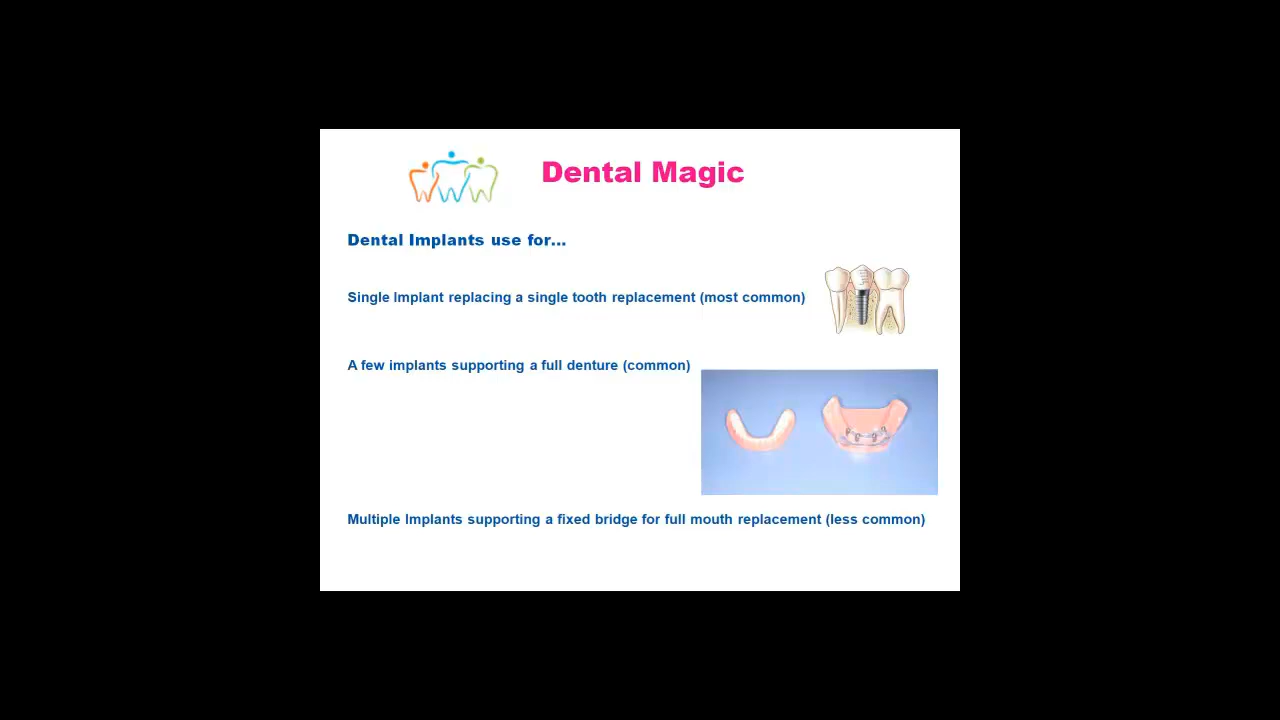 Dental Magic
Dental Implants use for...
Single Implant replacing a single tooth replacement (most common)
A few implants supporting a full denture (common)
Multiple Implants supporting a fixed bridge for full mouth replacement (less common)